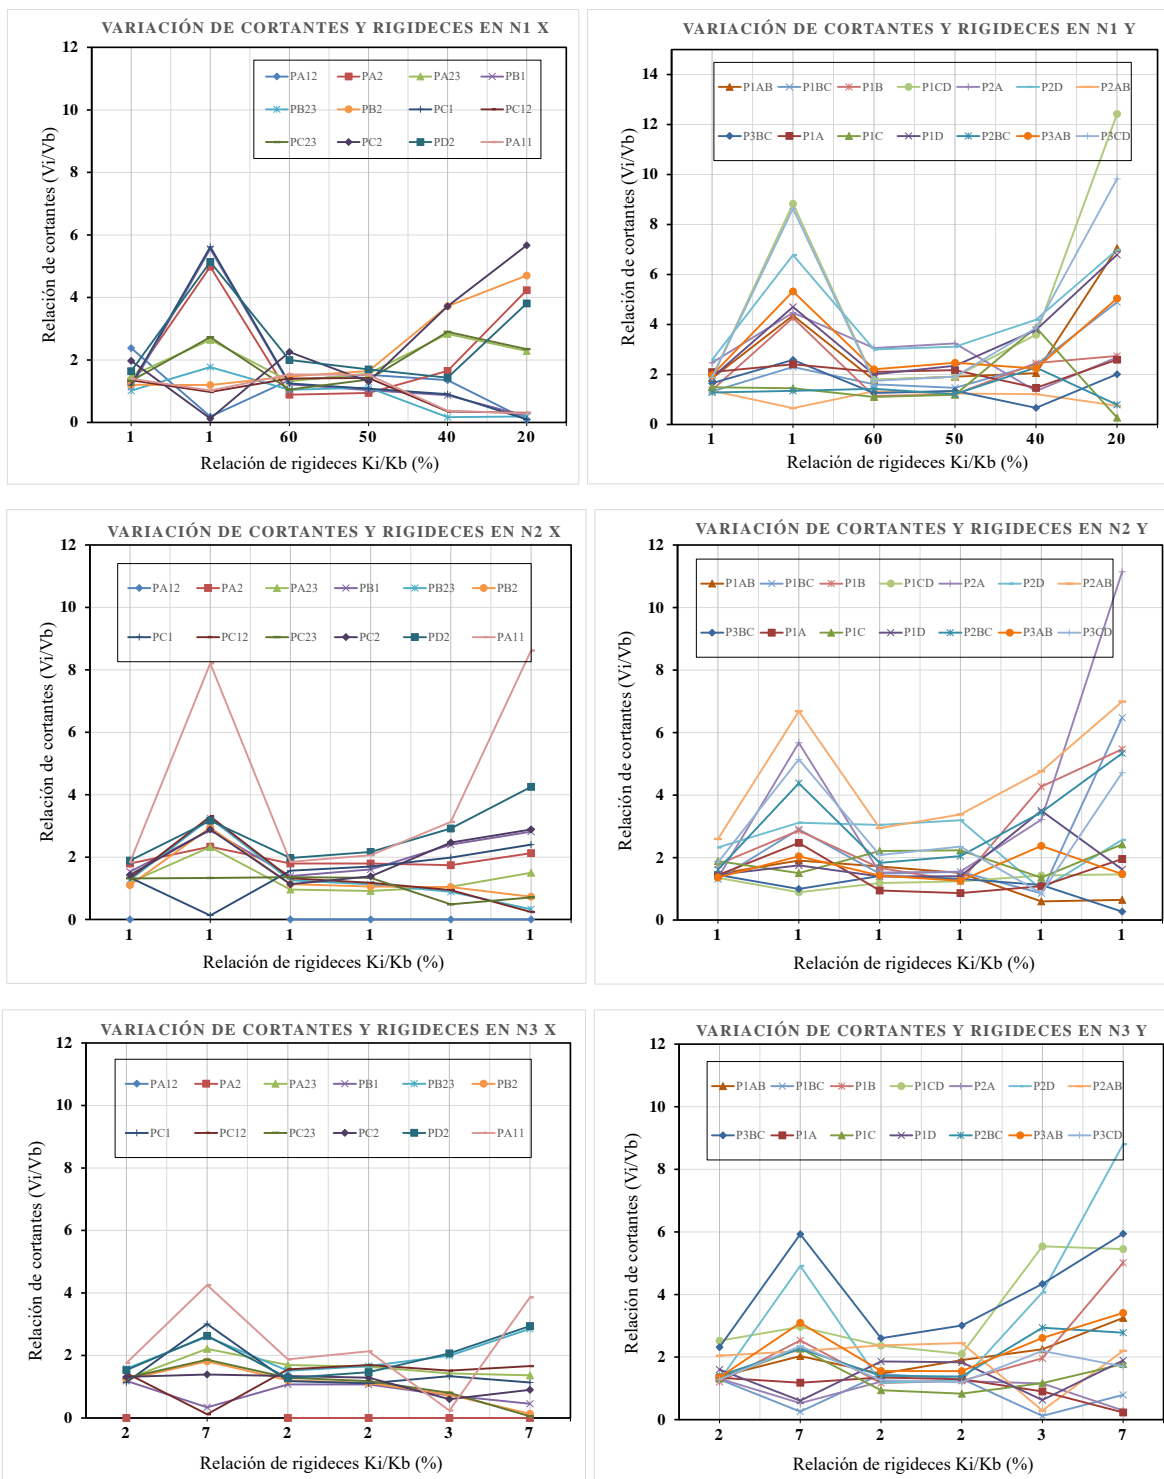 VARIACIÓN DE CORTANTES Y RIGIDECES EN N1 X
12
10
8
6
4
2
0
Relación de cortantes (Vi/Vb)
PA12 PA2 PA23 PB1
PB23 PB2 PC1 PC12
PC23 PC2 PD2 PA11
1 1 60 50 40 20
Relación de rigideces Ki/Kb (%)
VARIACIÓN DE CORTANTES Y RIGIDECES EN N1 Y
14
12
10
8
6
4
2
0
Relación de cortantes (Vi/Vb)
P1AB P1BC P1B P1CD P2A P2D P2AB
P3BC P1A P1C P1D P2BC P3AB P3CD
1 1 60 50 40 20
Relación de rigideces Ki/Kb (%)
VARIACIÓN DE CORTANTES Y RIGIDECES EN N2 X
12
10
8
6
4
2
0
Relación de cortantes (Vi/Vb)
PA12 PA2 PA23 PB1 PB23 PB2
PC1 PC12 PC23 PC2 PD2 PA11
1 1 1 1 1 1
Relación de rigideces Ki/Kb (%)
VARIACIÓN DE CORTANTES Y RIGIDECES EN N2 Y
12
10
8
6
4
2
0
Relación de cortantes (Vi/Vb)
P1AB P1BC P1B P1CD P2A P2D P2AB
P3BC P1A P1C P1D P2BC P3AB P3CD
1 1 1 1 1 1
Relación de rigideces Ki/Kb (%)
VARIACIÓN DE CORTANTES Y RIGIDECES EN N3 X
12
10
8
6
4
2
0
Relación de cortantes (Vi/Vb)
PA12 PA2 PA23 PB1 PB23 PB2
PC1 PC12 PC23 PC2 PD2 PA11
2 7 2 2 3 7
Relación de rigideces Ki/Kb (%)
VARIACIÓN DE CORTANTES Y RIGIDECES EN N3 Y
12
10
8
6
4
2
0
Relación de cortantes (Vi/Vb)
P1AB P1BC P1B P1CD P2A P2D P2AB
P3BC P1A P1C P1D P2BC P3AB P3CD
2 7 2 2 3 7
Relación de rigideces Ki/Kb (%)